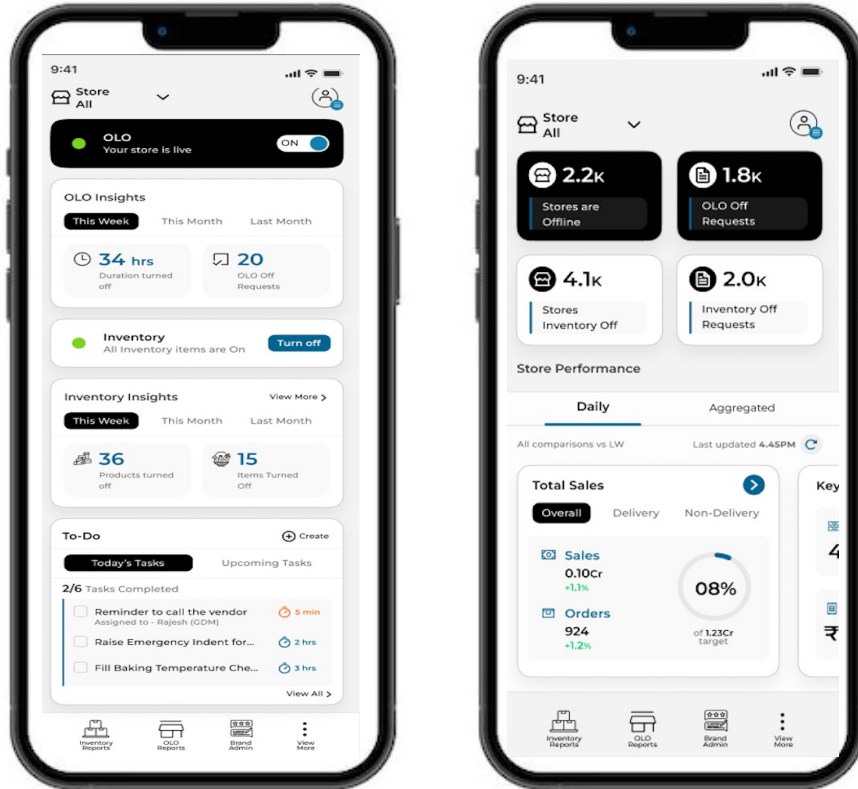 9:41
Store
All
OLO
Your store is live
ON
OLO Insights
This Week This Month Last Month
34 hrs
Duration turned
off
20
OLO Off
Requests
Inventory
All Inventory items are On
Turn off
Inventory Insights
View More >
This Week This Month Last Month
36
Products turned
off
15
Items Turned
Off
To-Do
Create
Today's Tasks Upcoming Tasks
2/6 Tasks Completed
Reminder to call the vendor
5 min
Assigned to - Rajesh (GDM)
Raise Emergency Indent for...
2 hrs
Fill Baking Temperature Che...
3 hrs
View All >
Inventory
Reports
OLO
Reports
Brand
Admin
View
More
9:41
Store
All
2.2K
Stores are
Offline
1.8K
OLO Off
Requests
4.1K
Stores
Inventory Off
2.0K
Inventory Off
Requests
Store Performance
Daily Aggregated
All comparisons vs LW
Last updated 4.45PM
Total Sales
Overall Delivery Non-Delivery
Sales
0.10Cr
+1.1%
Orders
924
+1.2%
08%
of 1.23Cr
target
Key
4
₹
Inventory
Reports
OLO
Reports
Brand
Admin
View
More